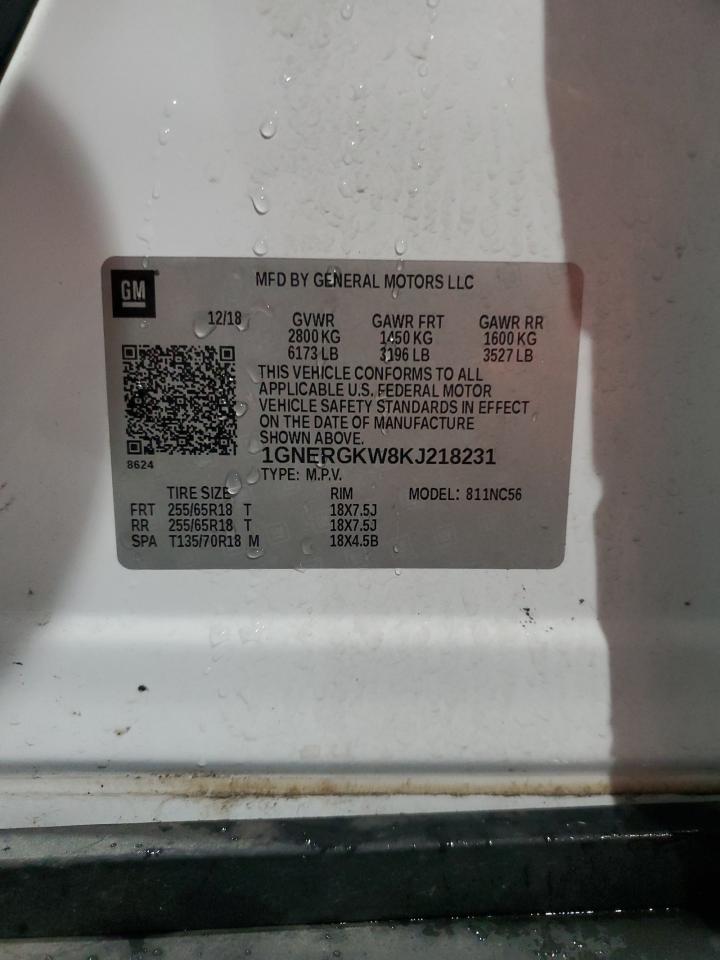 GM
MFD BY GENERAL MOTORS LLC
12/18 GVWR GAWR FRT GAWR RR
2800 KG 1450 KG 1600 KG
6173 LB 3196 LB 3527 LB
THIS VEHICLE CONFORMS TO ALL
APPLICABLE U.S. FEDERAL MOTOR
VEHICLE SAFETY STANDARDS IN EFFECT
ON THE DATE OF MANUFACTURE
SHOWN ABOVE.
8624
1GNERGKW8KJ218231
TYPE: M.P.V.
TIRE SIZE RIM MODEL: 811NC56
FRT 255/65R18 T 18X7.5J
RR 255/65R18 T 18X7.5J
SPA T135/70R18 M 18X4.5B